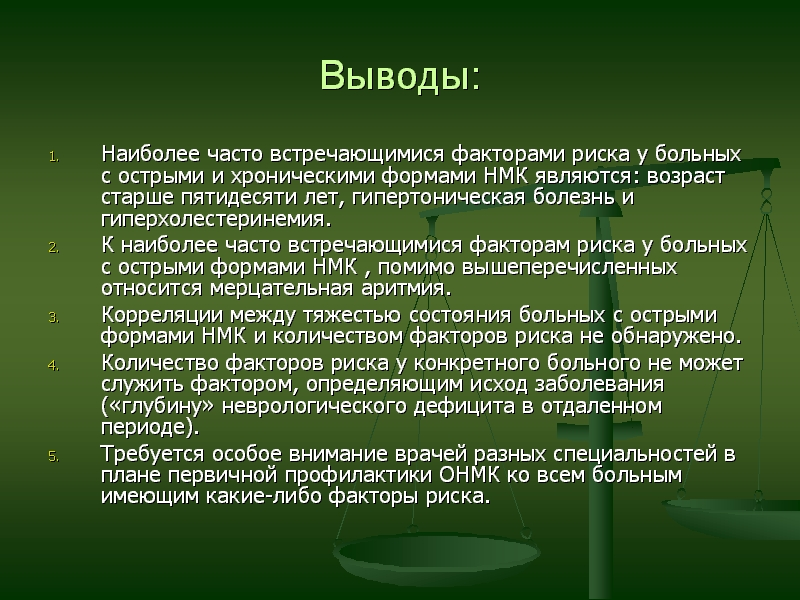 Выводы:
1. Наиболее часто встречающимися факторами риска у больных
с острыми и хроническими формами НМК являются: возраст
старше пятидесяти лет, гипертоническая болезнь и
гиперхолестеринемия.
2. К наиболее часто встречающимися факторам риска у больных
с острыми формами НМК , помимо вышеперечисленных
относится мерцательная аритмия.
3. Корреляции между тяжестью состояния больных с острыми
формами НМК и количеством факторов риска не обнаружено.
4. Количество факторов риска у конкретного больного не может
служить фактором, определяющим исход заболевания
(«глубину» неврологического дефицита в отдаленном
периоде).
5. Требуется особое внимание врачей разных специальностей в
плане первичной профилактики ОНМК ко всем больным
имеющим какие-либо факторы риска.